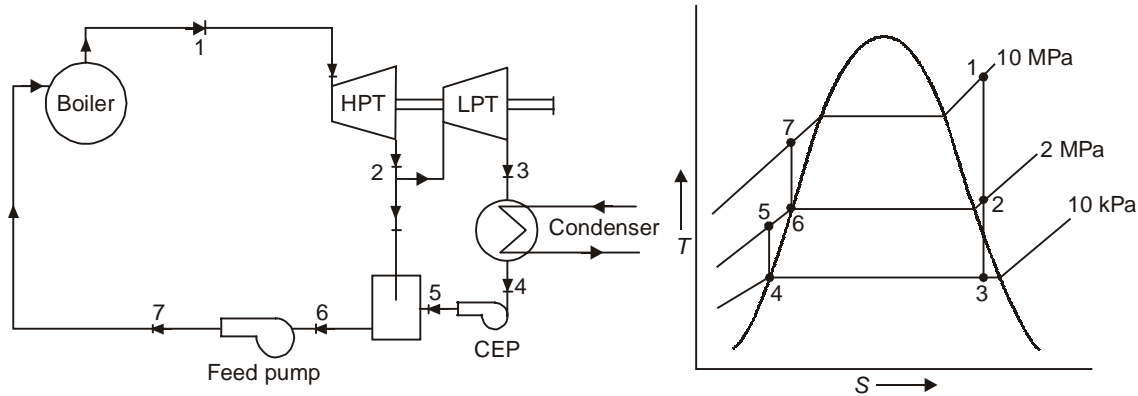 1
Boiler
HPT
LPT
2
3
Condenser
4
5
CEP
6
7
Feed pump
T
S
1
10 MPa
7
2 MPa
2
5
6
10 kPa
4
3